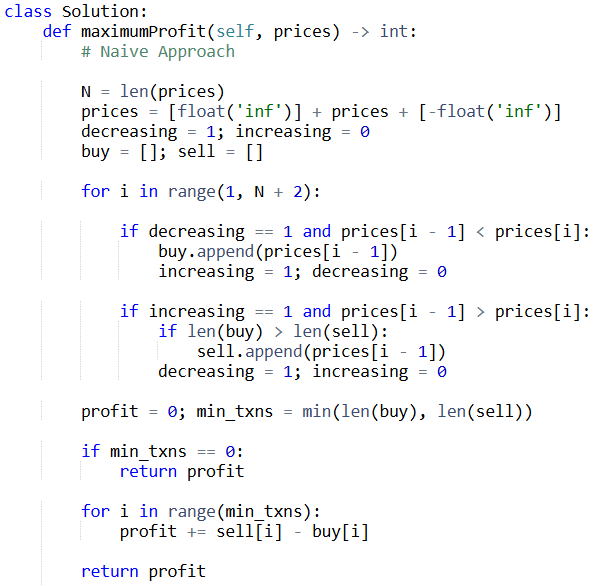 class Solution:
    def maximumProfit(self, prices) -> int:
        # Naive Approach

        N = len(prices)
        prices = [float('inf')] + prices + [-float('inf')]
        decreasing = 1; increasing = 0
        buy = []; sell = []

        for i in range(1, N + 2):

            if decreasing == 1 and prices[i - 1] < prices[i]:
                buy.append(prices[i - 1])
                increasing = 1; decreasing = 0

            if increasing == 1 and prices[i - 1] > prices[i]:
                if len(buy) > len(sell):
                    sell.append(prices[i - 1])
                decreasing = 1; increasing = 0

        profit = 0; min_txns = min(len(buy), len(sell))

        if min_txns == 0:
            return profit

        for i in range(min_txns):
            profit += sell[i] - buy[i]

        return profit